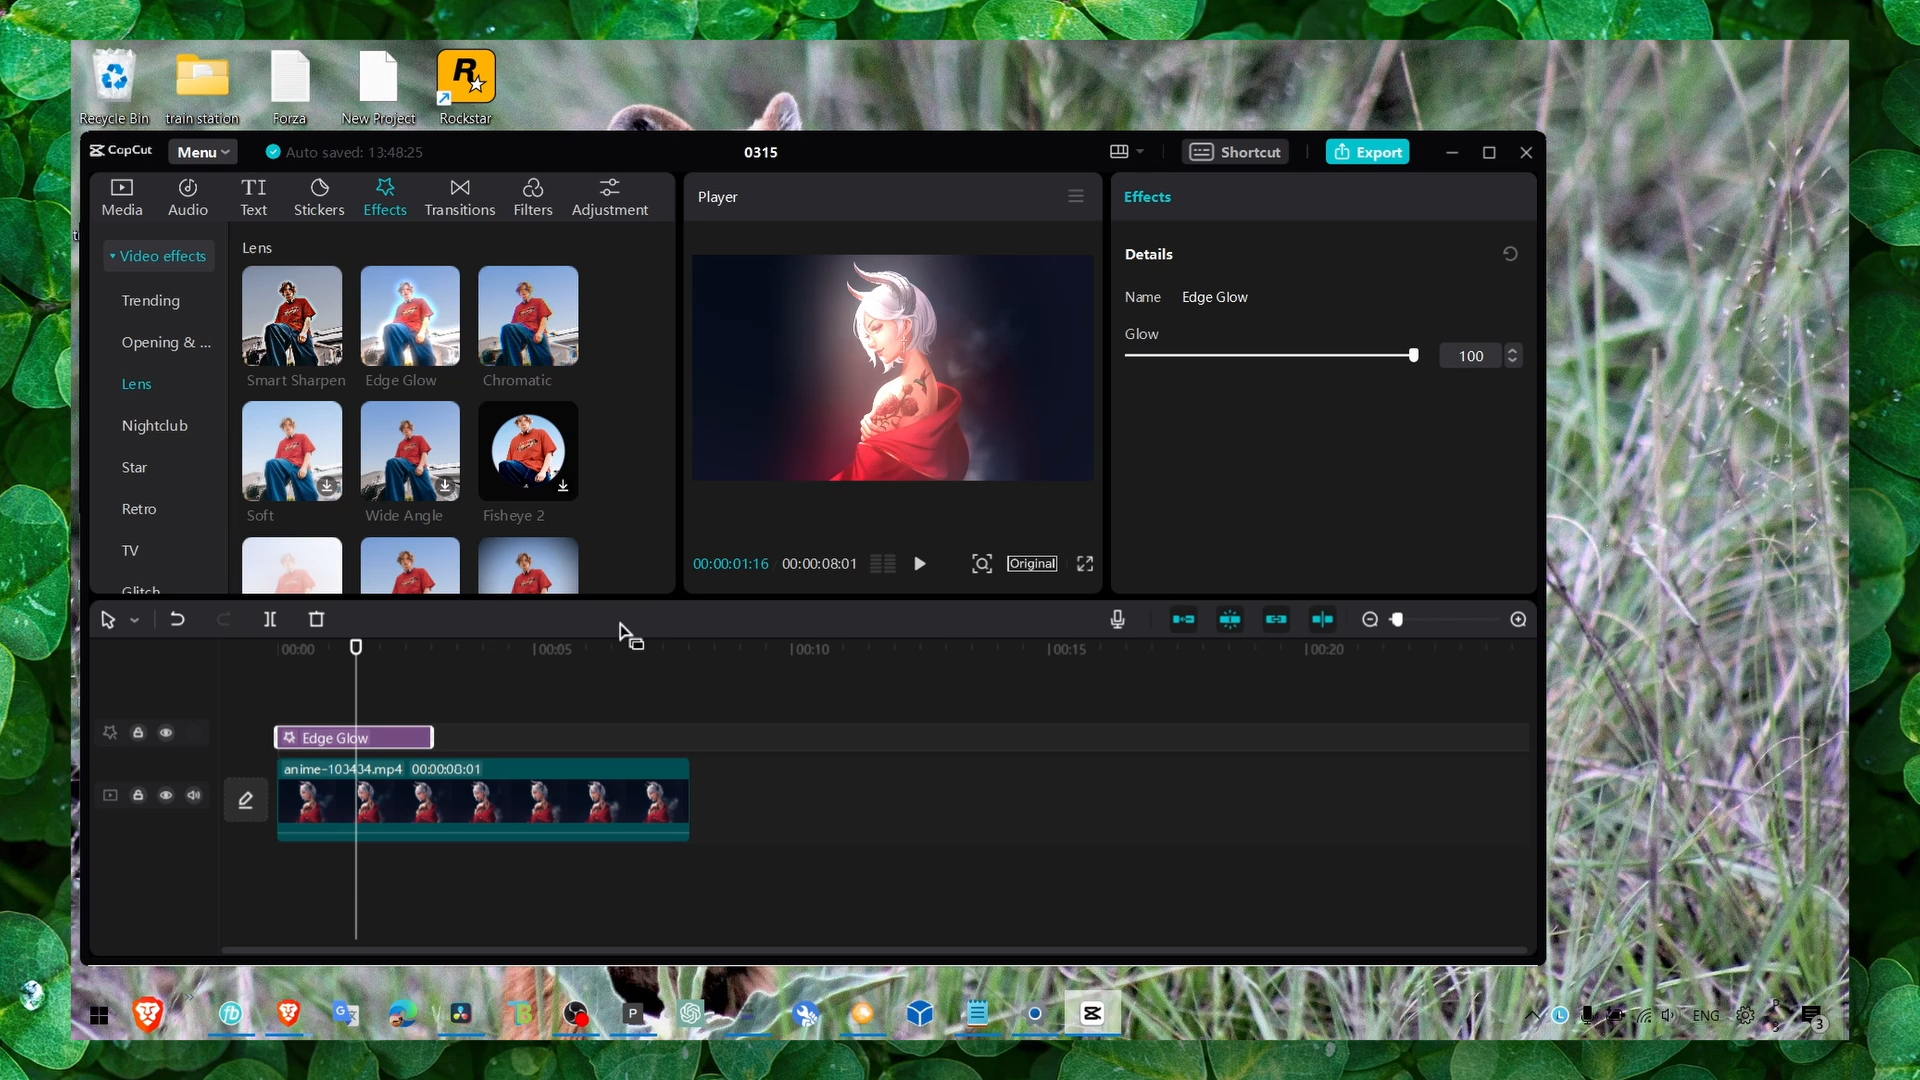 Recycle Bin
train station
Forza
New Project
Rockstar
CapCut
Menu
Auto saved: 13:48:25
0315
Shortcut
Export
Media
Audio
Text
Stickers
Effects
Transitions
Filters
Adjustment
Video effects
Trending
Opening & ...
Lens
Nightclub
Star
Retro
TV
Glitch
Lens
Smart Sharpen
Edge Glow
Chromatic
Soft
Wide Angle
Fisheye 2
Player
00:00:01:16
00:00:08:01
Original
Effects
Details
Name Edge Glow
Glow
100
00:00
00:05
00:10
00:15
00:20
Edge Glow
anime-103434.mp4 00:00:08:01
ENG
3